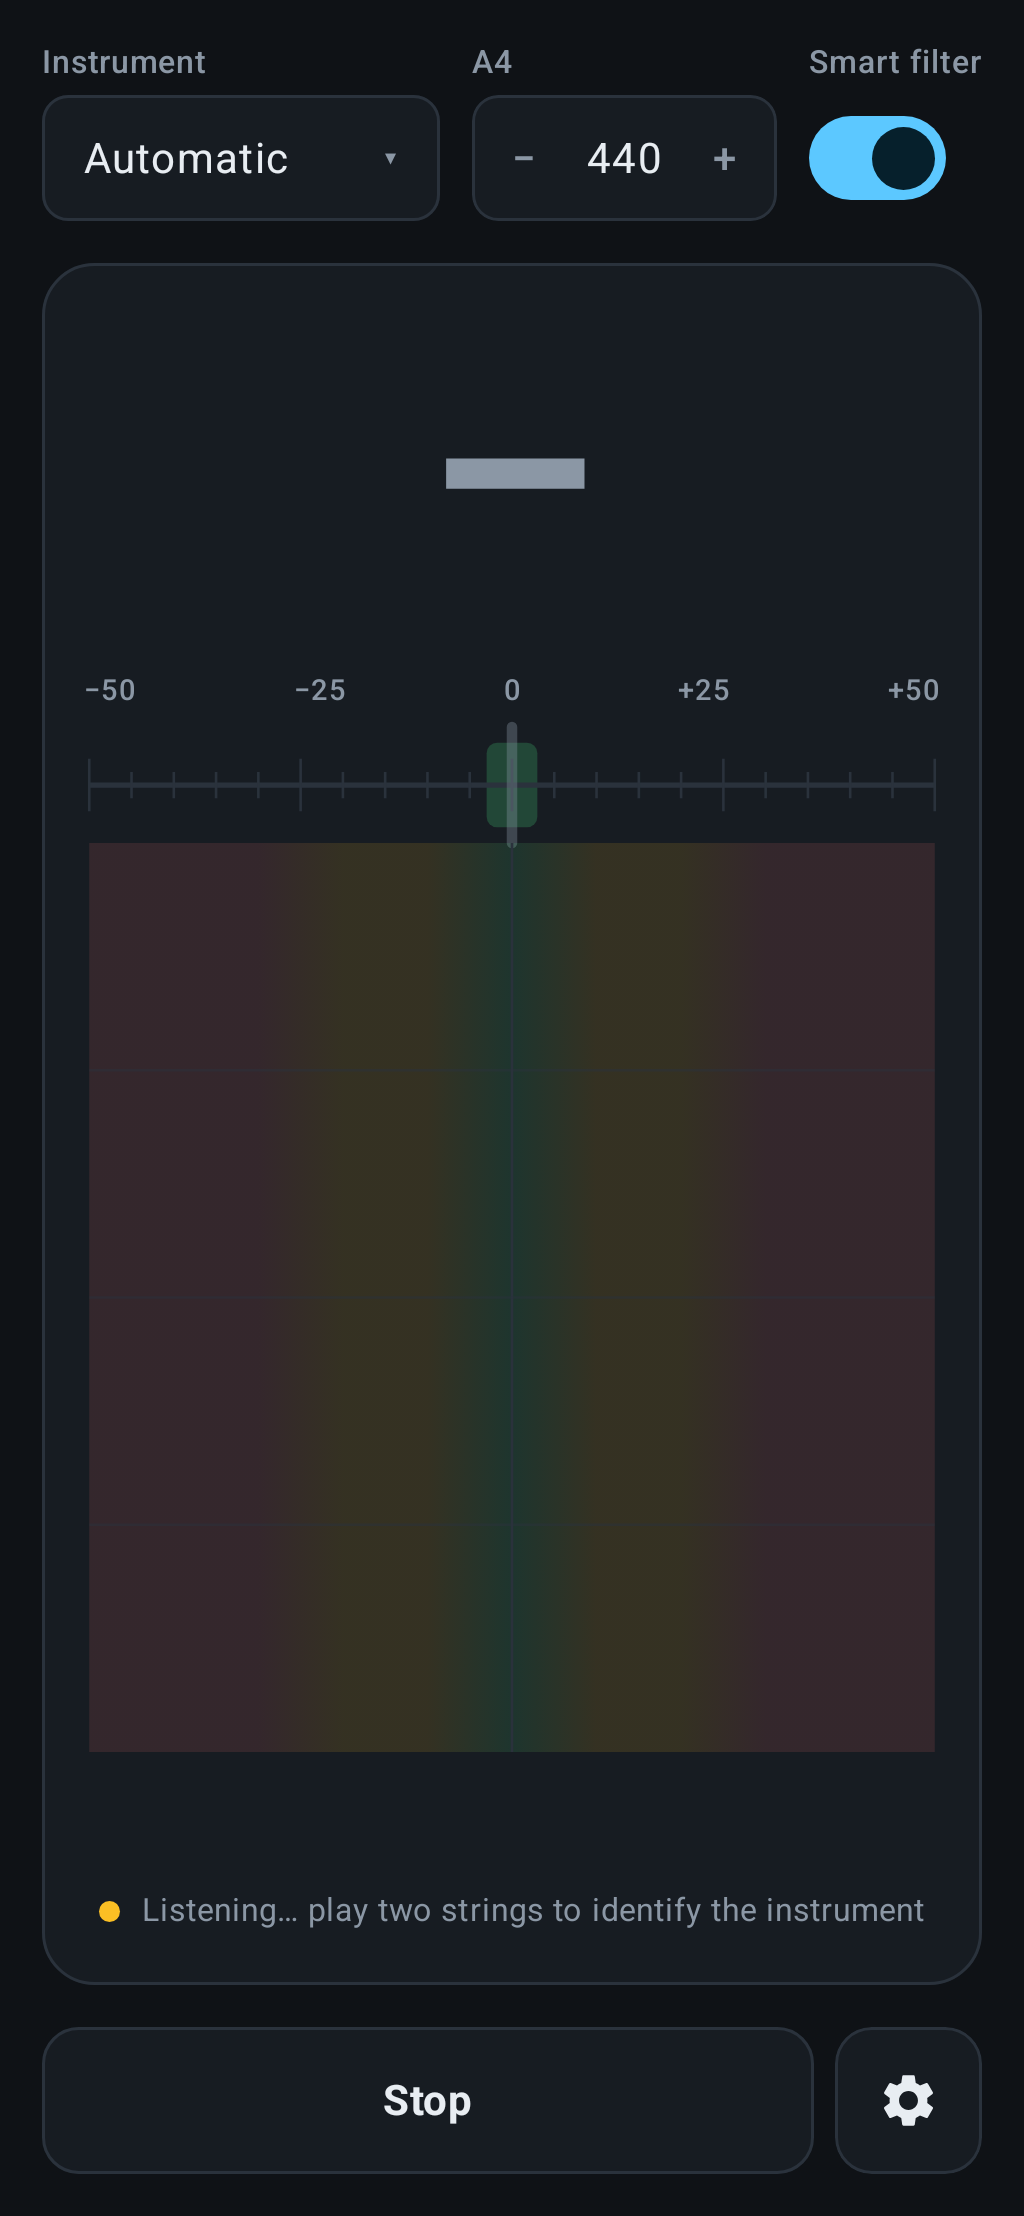 Instrument A4 Smart filter
Automatic ▾ − 440 +
–
−50 −25 0 +25 +50
Listening… play two strings to identify the instrument
Stop